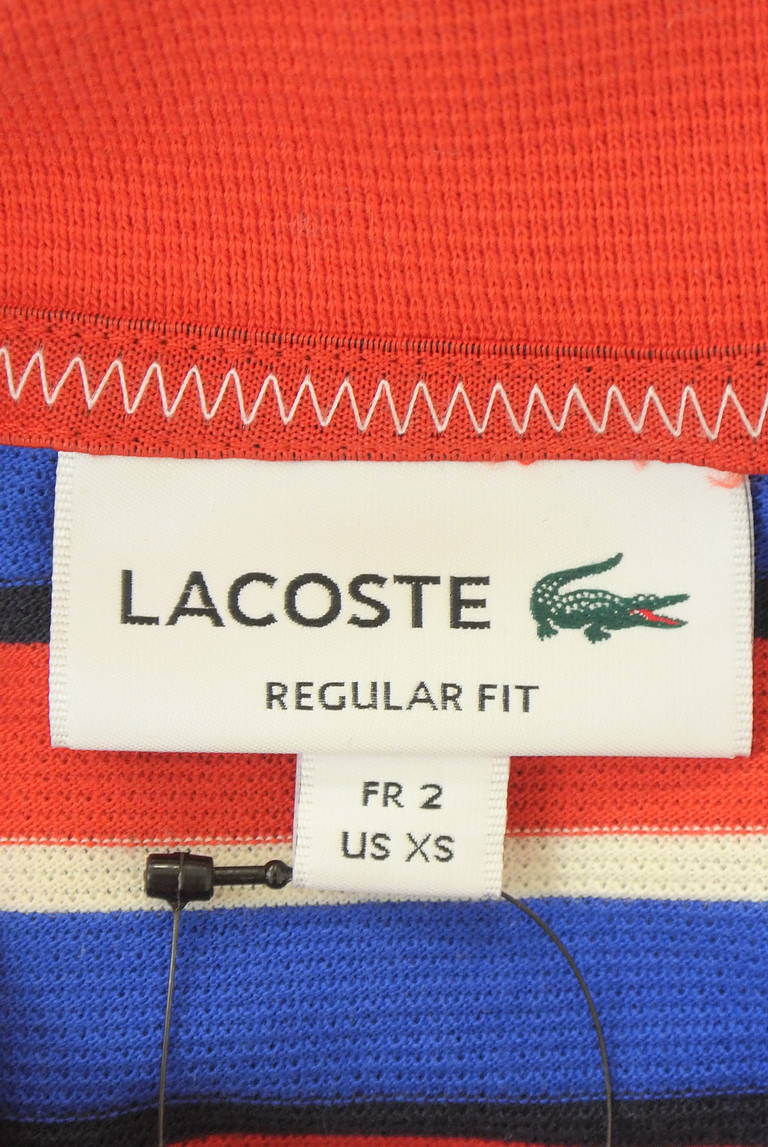 LACOSTE
REGULAR FIT
FR 2
US XS